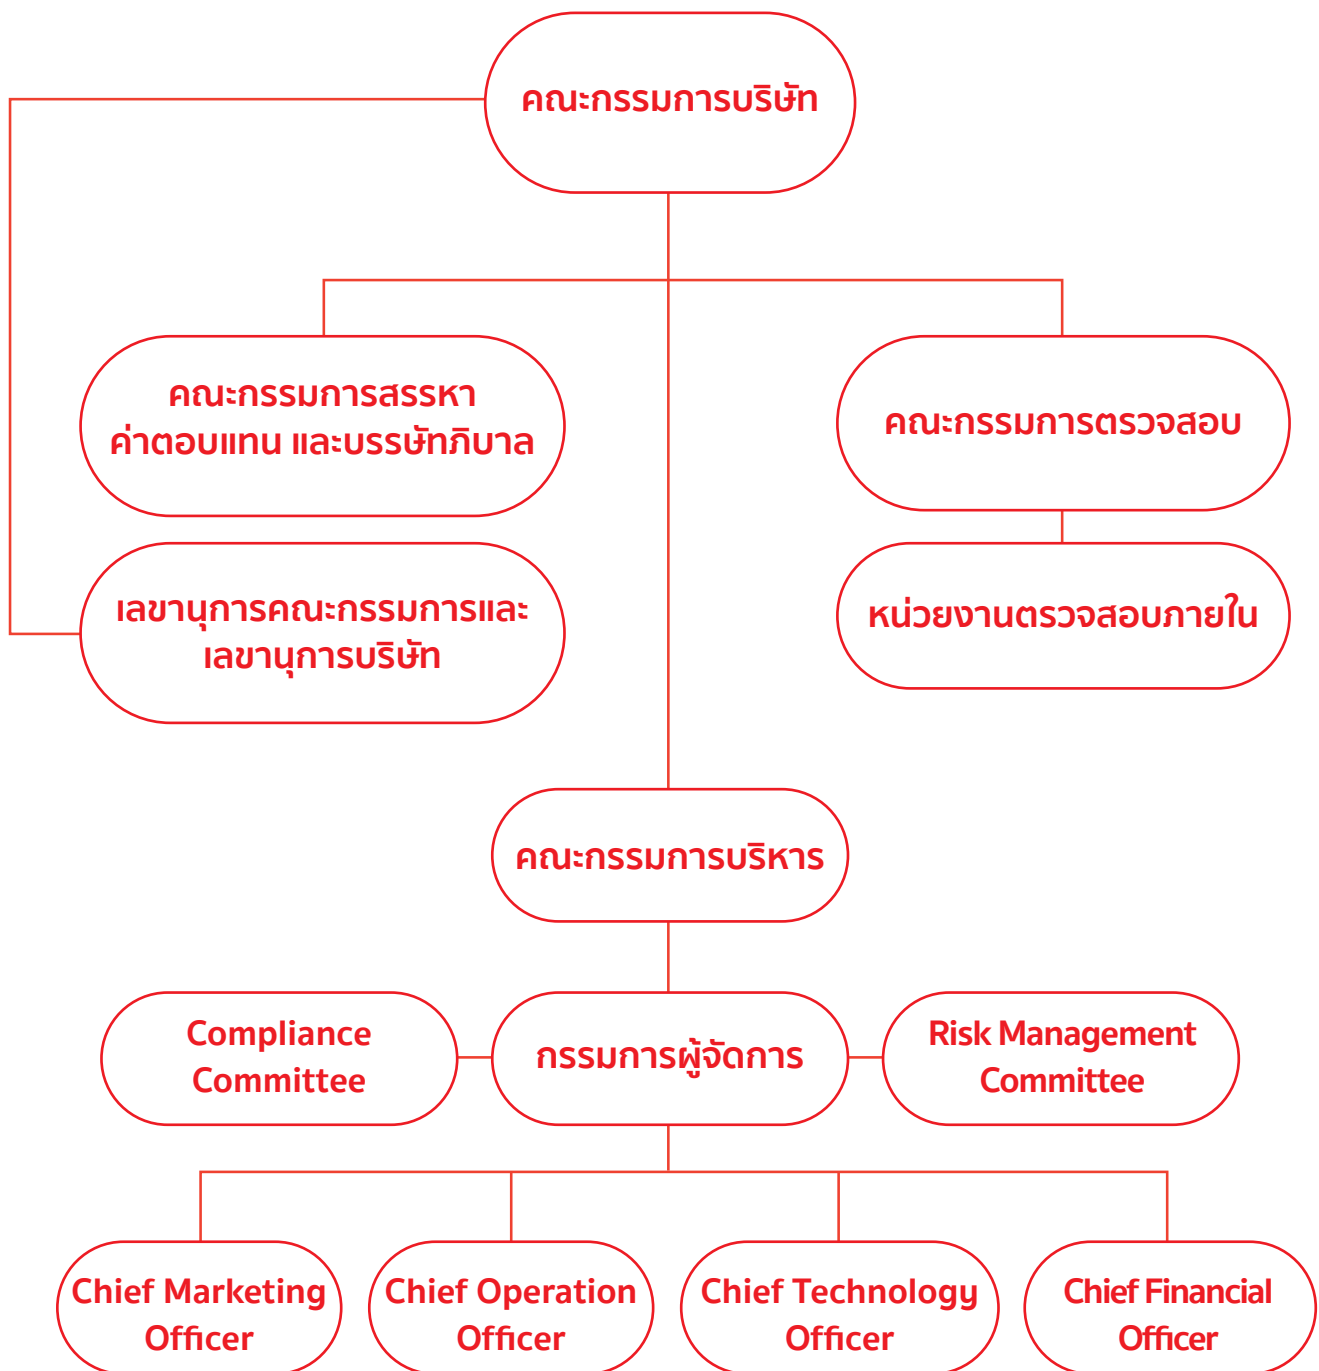 คณะกรรมการบริษัท
คณะกรรมการสรรหา
ค่าตอบแทน และบรรษัทภิบาล
คณะกรรมการตรวจสอบ
เลขานุการคณะกรรมการและ
เลขานุการบริษัท
หน่วยงานตรวจสอบภายใน
คณะกรรมการบริหาร
Compliance
Committee
กรรมการผู้จัดการ
Risk Management
Committee
Chief Marketing
Officer
Chief Operation
Officer
Chief Technology
Officer
Chief Financial
Officer